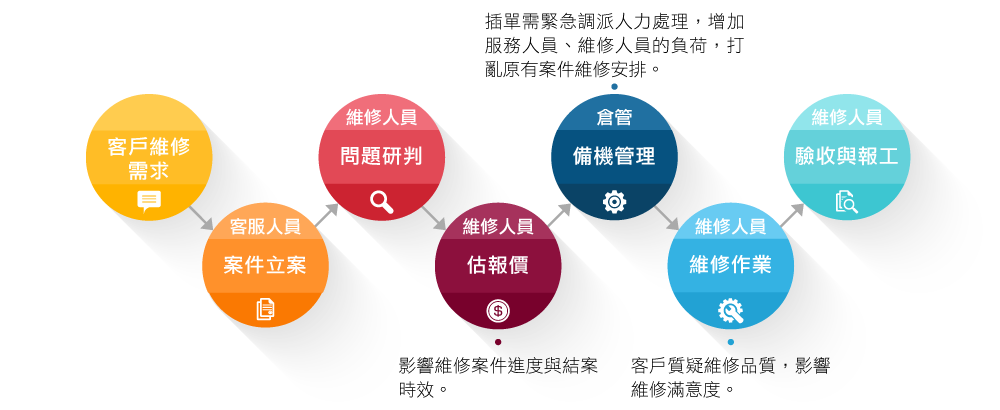 插單需緊急調派人力處理，增加
服務人員、維修人員的負荷，打
亂原有案件維修安排。
客戶維修
需求
客服人員
案件立案
維修人員
問題研判
維修人員
估報價
$
影響維修案件進度與結案
時效。
倉管
備機管理
維修人員
維修作業
客戶質疑維修品質，影響
維修滿意度。
維修人員
驗收與報工